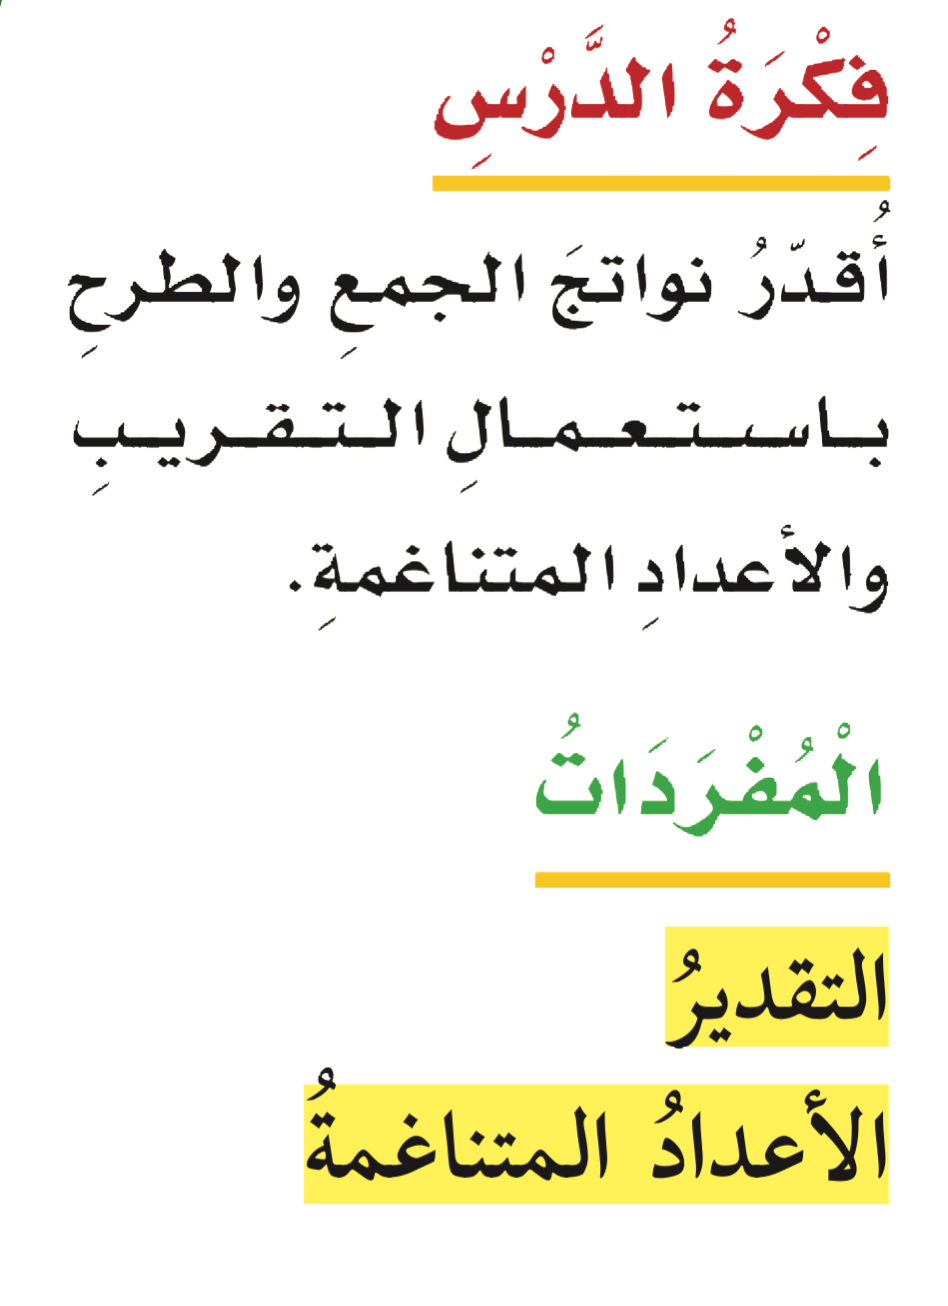 فِكْرَةُ الدَّرْسِ
أُقدّرُ نواتجَ الجمعِ والطرحِ
باستعمالِ التقريبِ
والأعدادِ المتناغمةِ.
الْمُفْرَدَاتُ
التقديرُ
الأعدادُ المتناغمةُ